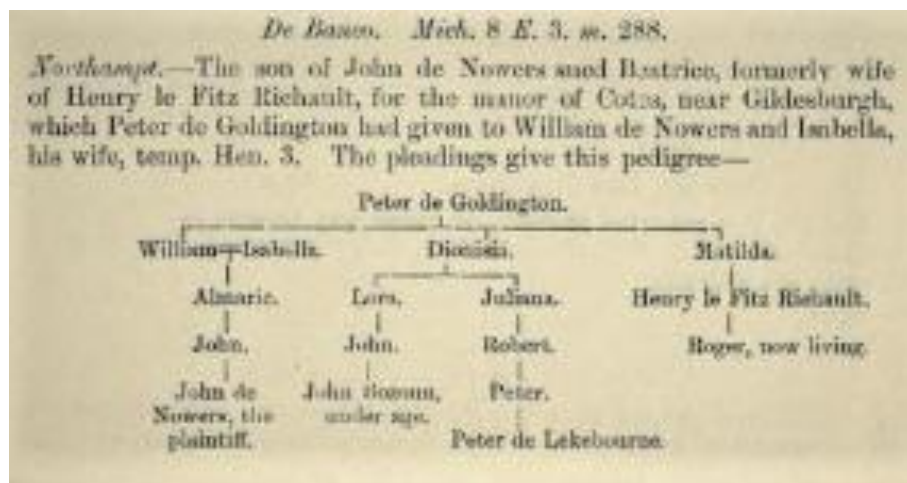 De Banco. Mich. 8 E. 3. m. 288.
Northampt.—The son of John de Nowers sued Beatrice, formerly wife
of Henry le Fitz Richault, for the manor of Cotes, near Gildesburgh,
which Peter de Goldington had given to William de Nowers and Isabella,
his wife, temp. Hen. 3. The pleadings give this pedigree—
Peter de Goldington.
William=Isabella. Dionisia. Matilda.
Almaric. Lora. Juliana. Henry le Fitz Richault.
John. John. Robert. Roger, now living.
John de Nowers, the plaintiff. John under age. Peter.
Peter de Lekebourne.